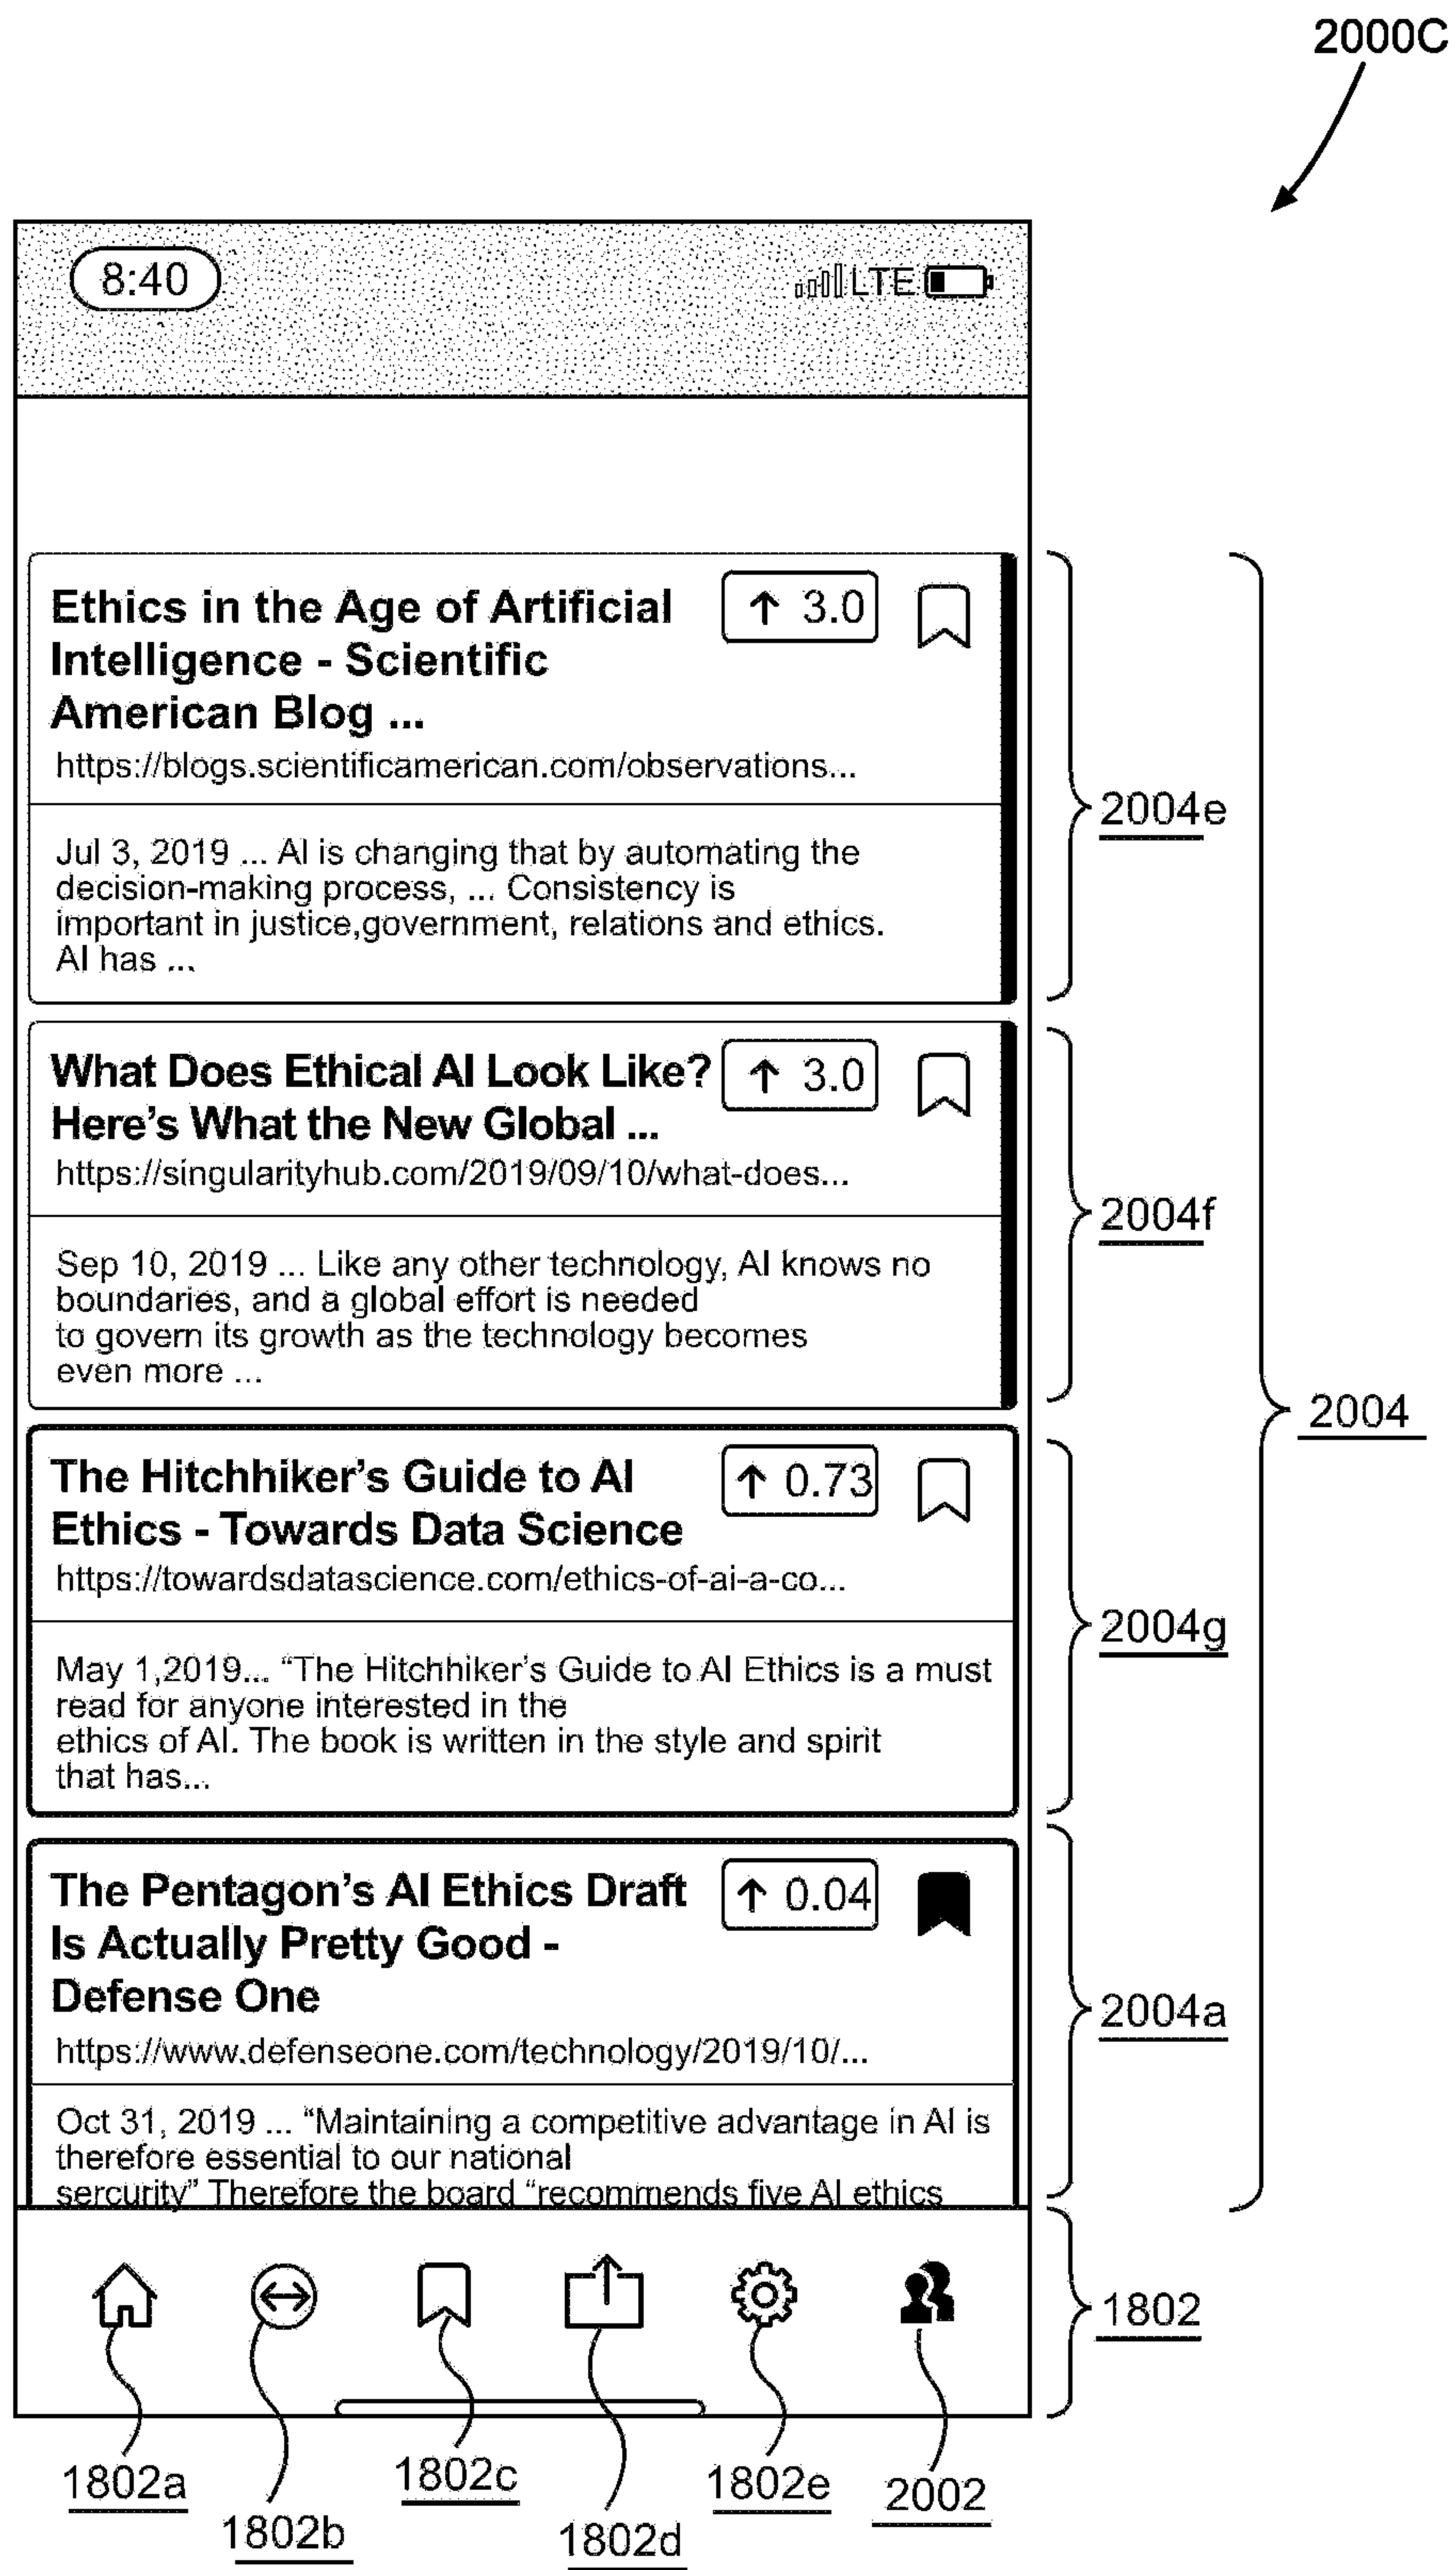 2000C
8:40
LTE
Ethics in the Age of Artificial
Intelligence - Scientific
American Blog ...
↑ 3.0
https://blogs.scientificamerican.com/observations...
Jul 3, 2019 ... AI is changing that by automating the
decision-making process, ... Consistency is
important in justice,government, relations and ethics.
AI has ...
2004e
What Does Ethical AI Look Like?
Here's What the New Global ...
↑ 3.0
https://singularityhub.com/2019/09/10/what-does...
Sep 10, 2019 ... Like any other technology, AI knows no
boundaries, and a global effort is needed
to govern its growth as the technology becomes
even more ...
2004f
2004
The Hitchhiker's Guide to AI
Ethics - Towards Data Science
↑ 0.73
https://towardsdatascience.com/ethics-of-ai-a-co...
May 1,2019... “The Hitchhiker's Guide to AI Ethics is a must
read for anyone interested in the
ethics of AI. The book is written in the style and spirit
that has...
2004g
The Pentagon's AI Ethics Draft
Is Actually Pretty Good -
Defense One
↑ 0.04
https://www.defenseone.com/technology/2019/10/...
Oct 31, 2019 ... “Maintaining a competitive advantage in AI is
therefore essential to our national
sercurity” Therefore the board “recommends five AI ethics
2004a
1802
1802a
1802b
1802c
1802d
1802e
2002